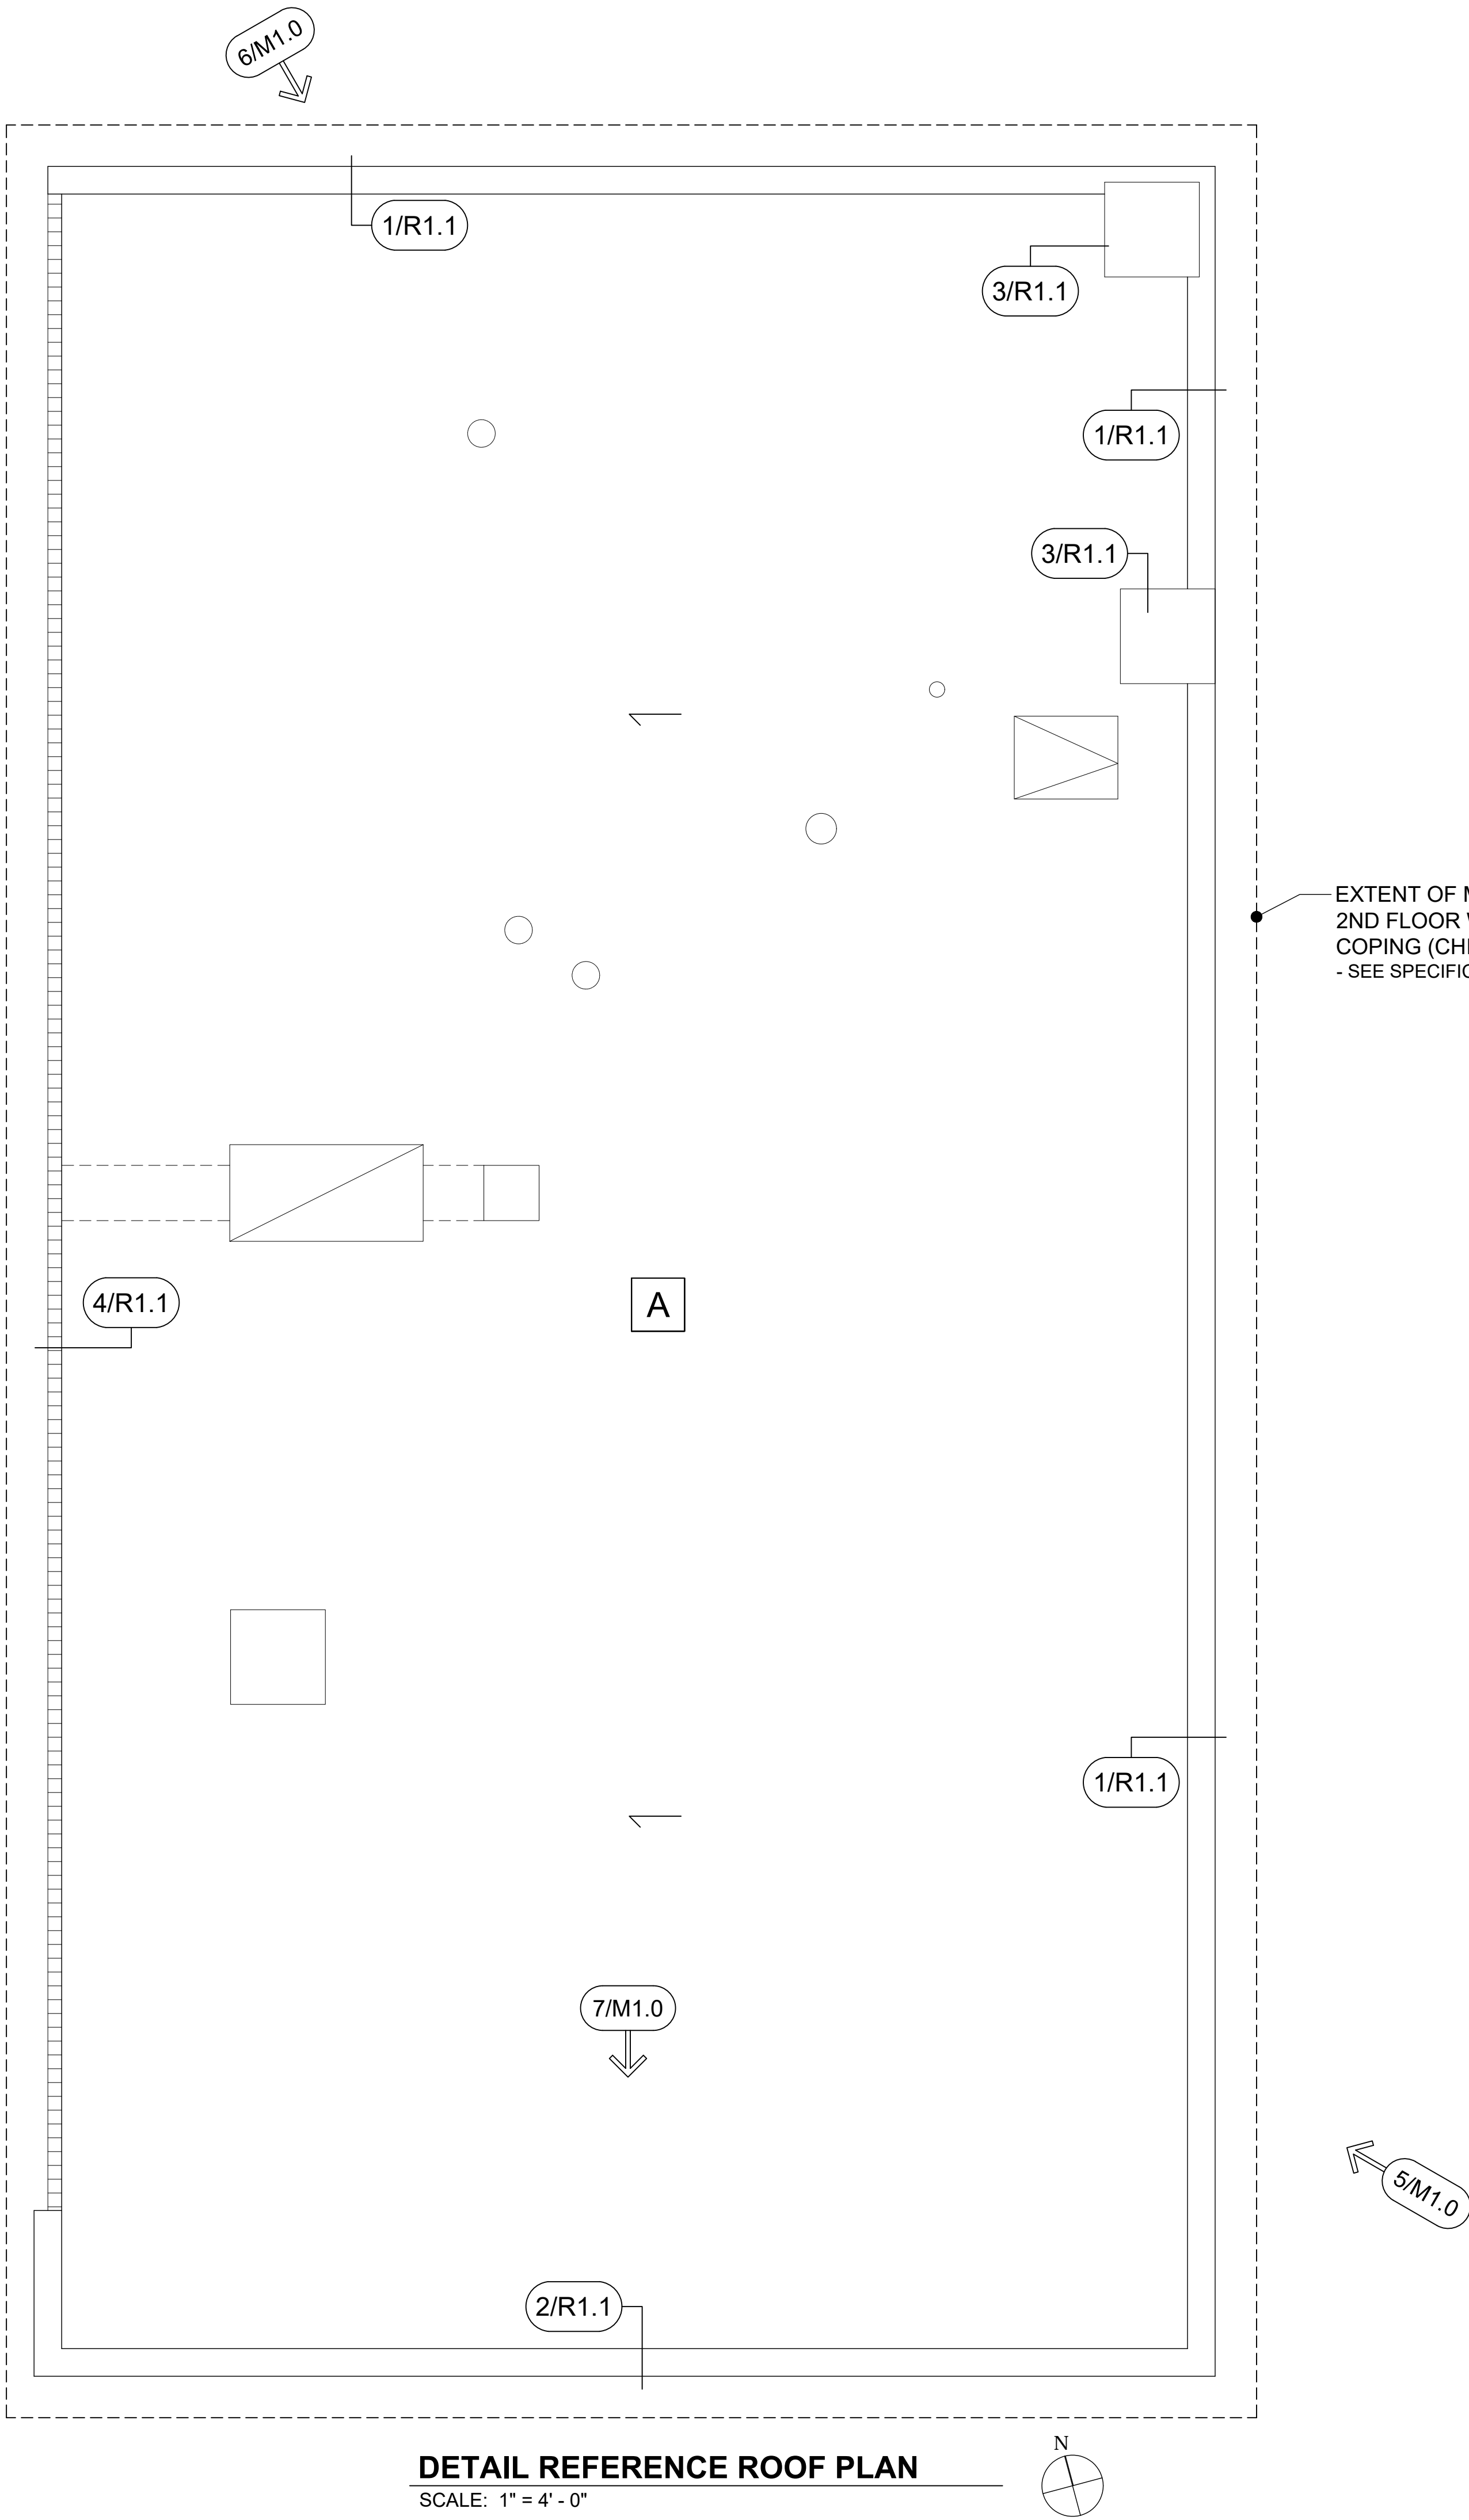 6/M1.0
1/R1.1
3/R1.1
1/R1.1
3/R1.1
EXTENT OF
2ND FLOOR
COPING
- SEE
4/R1.1
A
1/R1.1
7/M1.0
5/M1.0
2/R1.1
N
DETAIL REFERENCE ROOF PLAN
SCALE: 1" = 4' - 0"